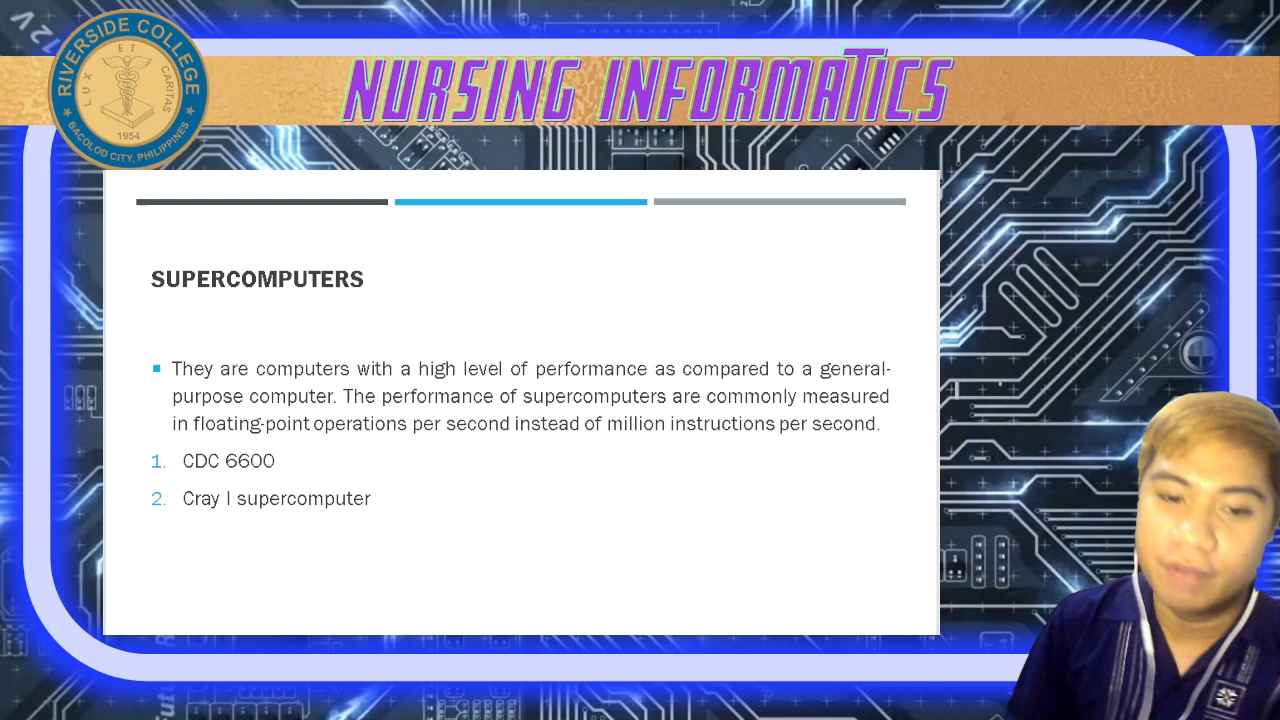 12V
RIVERSIDE COLLEGE
ET
LUX
CARITAS
1954
BACOLOD CITY, PHILIPPINES
NURSING INFORMATICS
SUPERCOMPUTERS
They are computers with a high level of performance as compared to a general-
purpose computer. The performance of supercomputers are commonly measured
in floating-point operations per second instead of million instructions per second.
1. CDC 6600
2. Cray I supercomputer